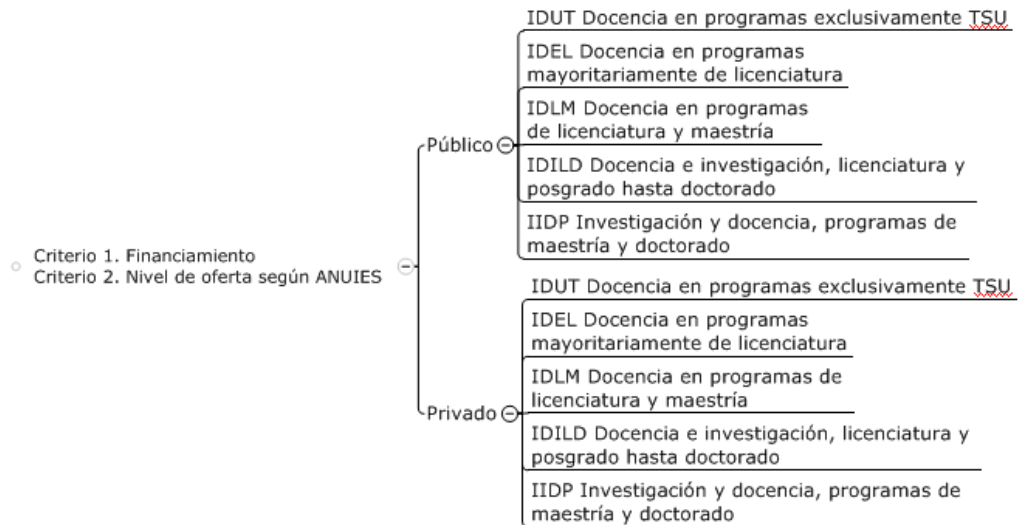 IDUT Docencia en programas exclusivamente TSU
IDEL Docencia en programas
mayoritariamente de licenciatura
IDLM Docencia en programas
de licenciatura y maestría
Público
IDILD Docencia e investigación, licenciatura y
posgrado hasta doctorado
IIDP Investigación y docencia, programas de
maestría y doctorado
Criterio 1. Financiamiento
Criterio 2. Nivel de oferta según ANUIES
IDUT Docencia en programas exclusivamente TSU
IDEL Docencia en programas
mayoritariamente de licenciatura
IDLM Docencia en programas de
licenciatura y maestría
Privado
IDILD Docencia e investigación, licenciatura y
posgrado hasta doctorado
IIDP Investigación y docencia, programas de
maestría y doctorado